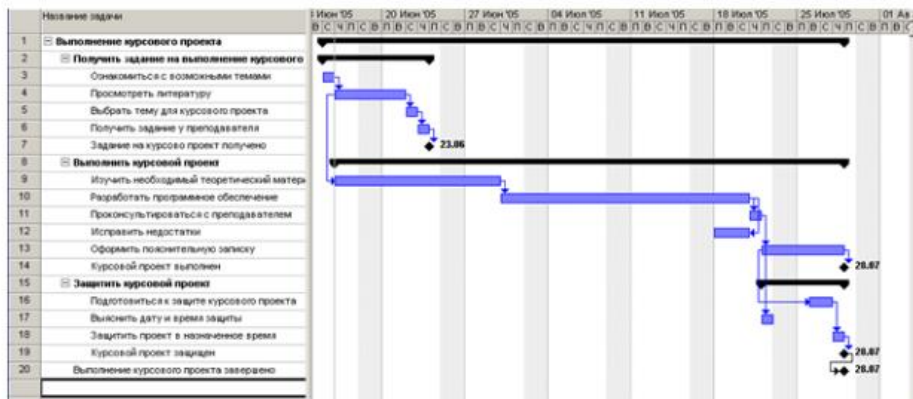 Название задачи
20 Июн '05 27 Июн '05 04 Июл '05 11 Июл '05 18 Июл '05 25 Июл '05 01 Ав
1 Выполнение курсового проекта
2 Получить задание на выполнение курсового
3 Ознакомиться с возможными темами
4 Просмотреть литературу
5 Выбрать тему для курсового проекта
6 Получить задание у преподавателя
7 Задание на курсово проект получено 23.06
8 Выполнить курсовой проект
9 Изучить необходимый теоретический матери
10 Разработать программное обеспечение
11 Проконсультироваться с преподавателем
12 Исправить недостатки
13 Оформить пояснительную записку
14 Курсовой проект выполнен 28.07
15 Защитить курсовой проект
16 Подготовиться к защите курсового проекта
17 Выяснить дату и время защиты
18 Защитить проект в назначенное время
19 Курсовой проект защищен 28.07
20 Выполнение курсового проекта завершено 28.07